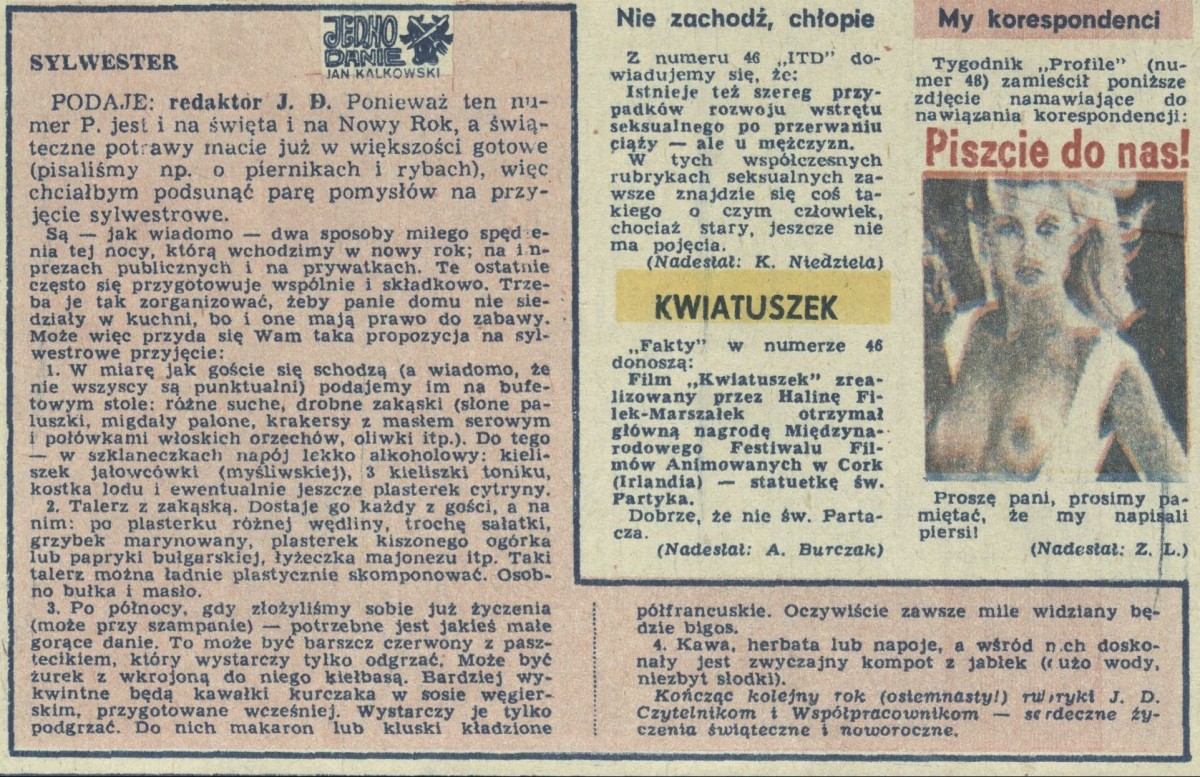 JEDNO
DANIE
JAN KALKOWSKI
SYLWESTER
PODAJE: redaktor J. D. Ponieważ ten nu-
mer P. jest i na święta i na Nowy Rok, a świą-
teczne potrawy macie już w większości gotowe
(pisaliśmy np. o piernikach i rybach), więc
chciałbym podsunąć parę pomysłów na przy-
jęcie sylwestrowe.
Są — jak wiadomo — dwa sposoby miłego spędzenia
tej nocy, którą wchodzimy w nowy rok; na im-
prezach publicznych i na prywatkach. Te ostatnie
często się przygotowuje wspólnie i składkowo. Trze-
ba je tak zorganizować, żeby panie domu nie sie-
działy w kuchni, bo i one mają prawo do zabawy.
Może więc przyda się Wam taka propozycja na syl-
westrowe przyjęcie:
1. W miarę jak goście się schodzą (a wiadomo, że
nie wszyscy są punktualni) podajemy im na bufe-
towym stole: różne suche, drobne zakąski (słone pa-
luszki, migdały palone, krakersy z masłem serowym
i połówkami włoskich orzechów, oliwki itp.). Do tego
— w szklaneczkach napój lekko alkoholowy: kieli-
szek jałowcówki (myśliwskiej), 3 kieliszki toniku,
kostka lodu i ewentualnie jeszcze plasterek cytryny.
2. Talerz z zakąską. Dostaje go każdy z gości, a na
nim: po plasterku różnej wędliny, trochę sałatki,
grzybek marynowany, plasterek kiszonego ogórka
lub papryki bułgarskiej, łyżeczka majonezu itp. Taki
talerz można ładnie plastycznie skomponować. Osob-
no bułka i masło.
3. Po północy, gdy złożyliśmy sobie już życzenia
(może przy szampanie) — potrzebne jest jakieś małe
gorące danie. To może być barszcz czerwony z pasz-
tecikiem, który wystarczy tylko odgrzać. Może być
żurek z wkrojoną do niego kiełbasą. Bardziej wy-
kwintne będą kawałki kurczaka w sosie węgier-
skim, przygotowane wcześniej. Wystarczy je tylko
podgrzać. Do nich makaron lub kluski kładzione
półfrancuskie. Oczywiście zawsze mile widziany bę-
dzie bigos.
4. Kawa, herbata lub napoje, a wśród nich dosko-
nały jest zwyczajny kompot z jabłek (dużo wody,
niezbyt słodki).
Kończąc kolejny rok (osiemnasty!) rubryki J. D.
Czytelnikom i Współpracownikom — serdeczne ży-
czenia świąteczne i noworoczne.
Nie zachodź, chłopie
Z numeru 46 „ITD” do-
wiadujemy się, że:
Istnieje też szereg przy-
padków rozwoju wstrętu
seksualnego po przerwaniu
ciąży — ale u mężczyzn.
W tych współczesnych
rubrykach seksualnych za-
wsze znajdzie się coś ta-
kiego o czym człowiek,
chociaż stary, jeszcze nie
ma pojęcia.
(Nadesłał: K. Niedziela)
KWIATUSZEK
„Fakty” w numerze 46
donoszą:
Film „Kwiatuszek” zrea-
lizowany przez Halinę Fi-
lek-Marszałek otrzymał
główną nagrodę Międzyna-
rodowego Festiwalu Fil-
mów Animowanych w Cork
(Irlandia) — statuetkę św.
Partyka.
Dobrze, że nie św. Parta-
cza.
(Nadesłał: A. Burczak)
My korespondenci
Tygodnik „Profile” (nu-
mer 48) zamieścił poniższe
zdjęcie namawiające do
nawiązania korespondencji:
Piszcie do nas!
Proszę pani, prosimy pa-
miętać, że my napisali
piersi!
(Nadesłał: Z. L.)